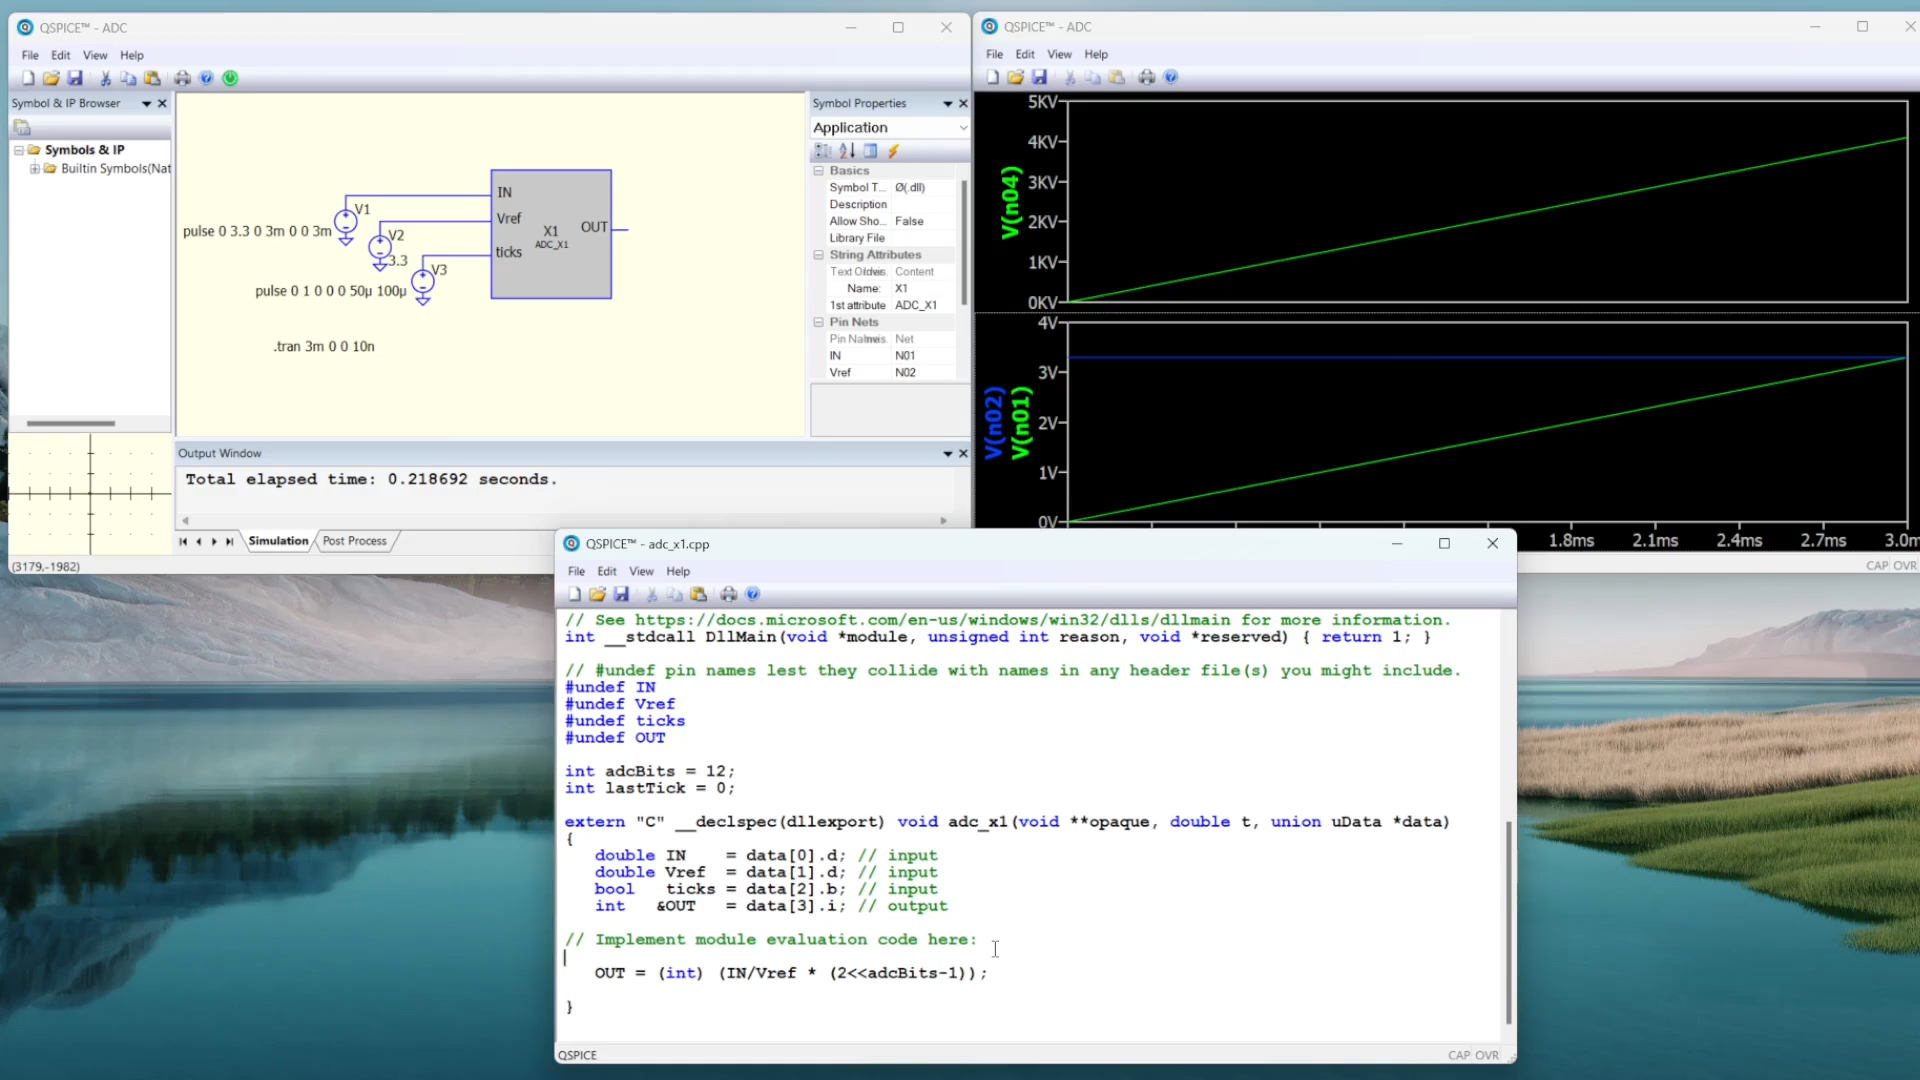 QSPICE™ - ADC
File Edit View Help
Symbol & IP Browser
Symbols & IP
Builtin Symbols(Nat
pulse 0 3.3 0 3m 0 0 3m
V1
V2
3.3
V3
pulse 0 1 0 0 0 50µ 100µ
.tran 3m 0 0 10n
IN
Vref
ticks
X1
ADC_X1
OUT
Symbol Properties
Application
Basics
Symbol T... Ø(.dll)
Description
Allow Sho... False
Library File
String Attributes
Content
Name: X1
1st attribute ADC_X1
Pin Nets
Net
IN N01
Vref N02
Output Window
Total elapsed time: 0.218692 seconds.
Simulation Post Process
(3179,-1982)
QSPICE™ - ADC
File Edit View Help
V(n04)
5KV
4KV
3KV
2KV
1KV
0KV
V(n02)
V(n01)
4V
3V
2V
1V
0V
1.8ms 2.1ms 2.4ms 2.7ms 3.0m
CAP OVR
QSPICE™ - adc_x1.cpp
File Edit View Help
// See https://docs.microsoft.com/en-us/windows/win32/dlls/dllmain for more information.
int __stdcall DllMain(void *module, unsigned int reason, void *reserved) { return 1; }
// #undef pin names lest they collide with names in any header file(s) you might include.
#undef IN
#undef Vref
#undef ticks
#undef OUT
int adcBits = 12;
int lastTick = 0;
extern "C" __declspec(dllexport) void adc_x1(void **opaque, double t, union uData *data)
{
double IN = data[0].d; // input
double Vref = data[1].d; // input
bool ticks = data[2].b; // input
int &OUT = data[3].i; // output
// Implement module evaluation code here:
OUT = (int) (IN/Vref * (2<<adcBits-1));
}
QSPICE
CAP OVR